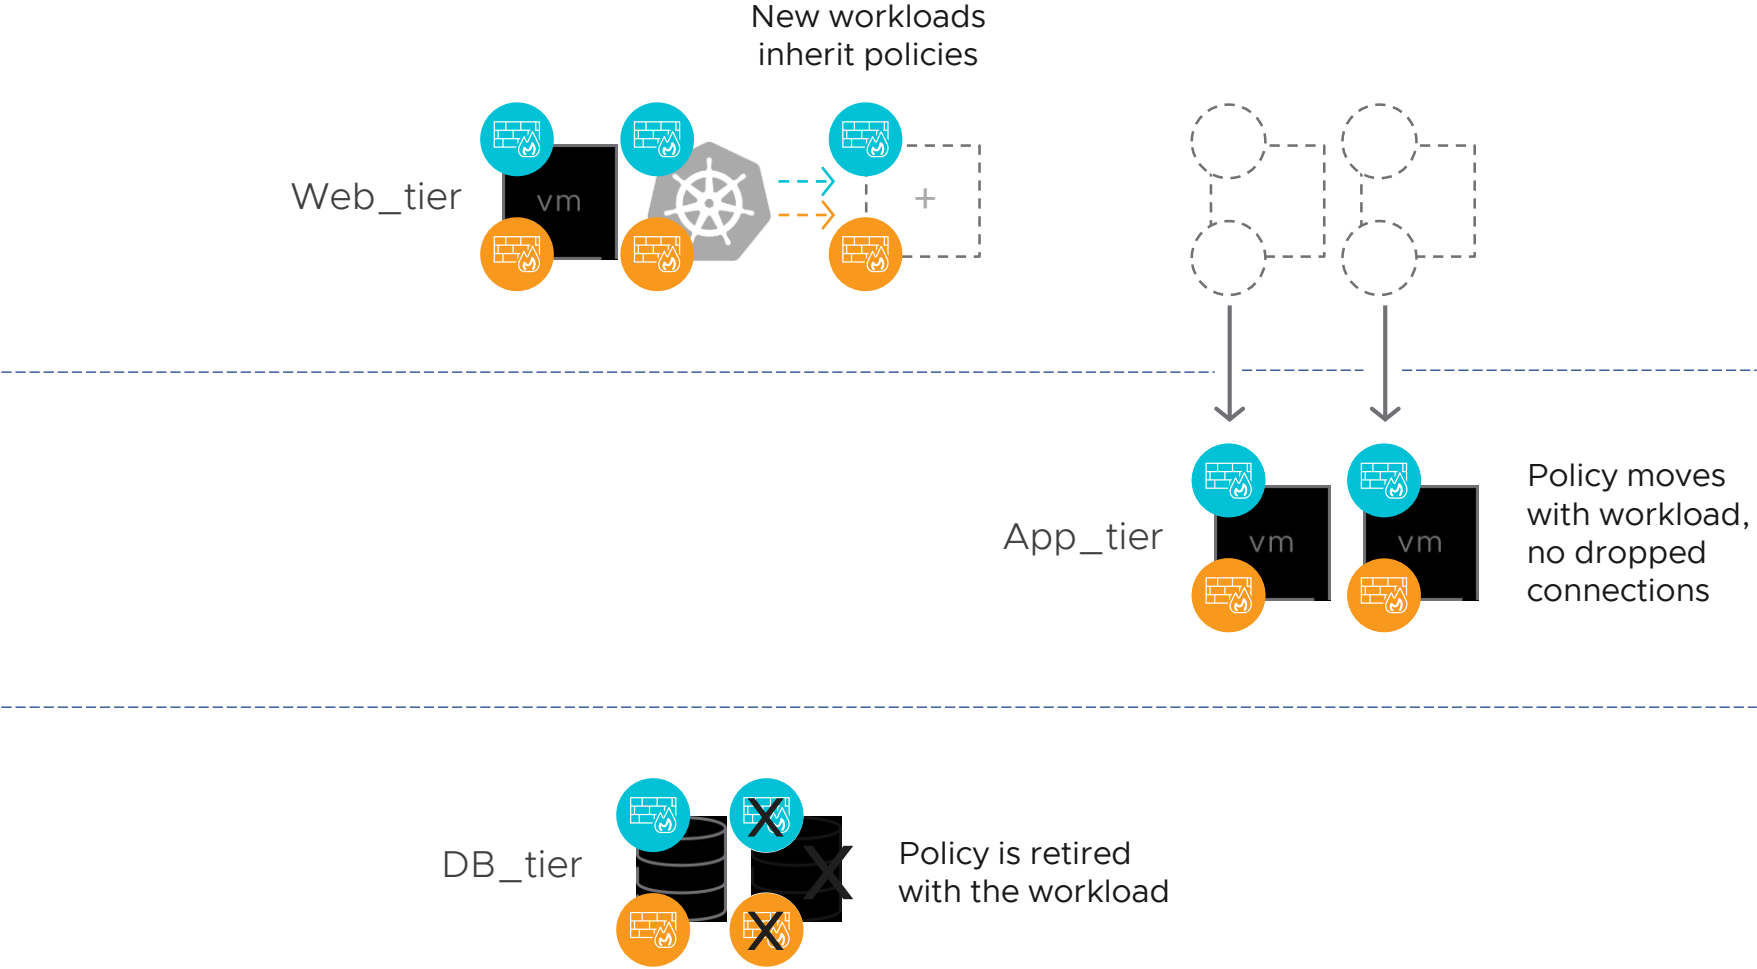 New workloads
inherit policies
Web_tier
vm
+
App_tier
vm
vm
Policy moves
with workload,
no dropped
connections
DB_tier
X
X
X
Policy is retired
with the workload